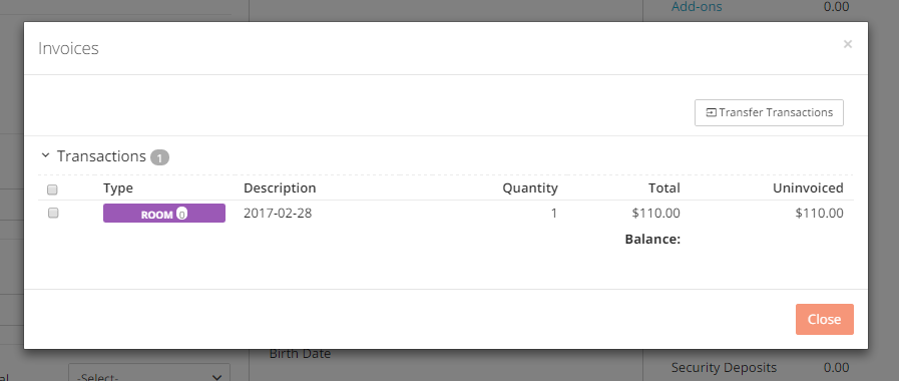 Add-ons 0.00
Invoices ×
Transfer Transactions
Transactions 1
Type Description Quantity Total Uninvoiced
ROOM 0 2017-02-28 1 $110.00 $110.00
Balance:
Close
Birth Date
-Select-
Security Deposits 0.00